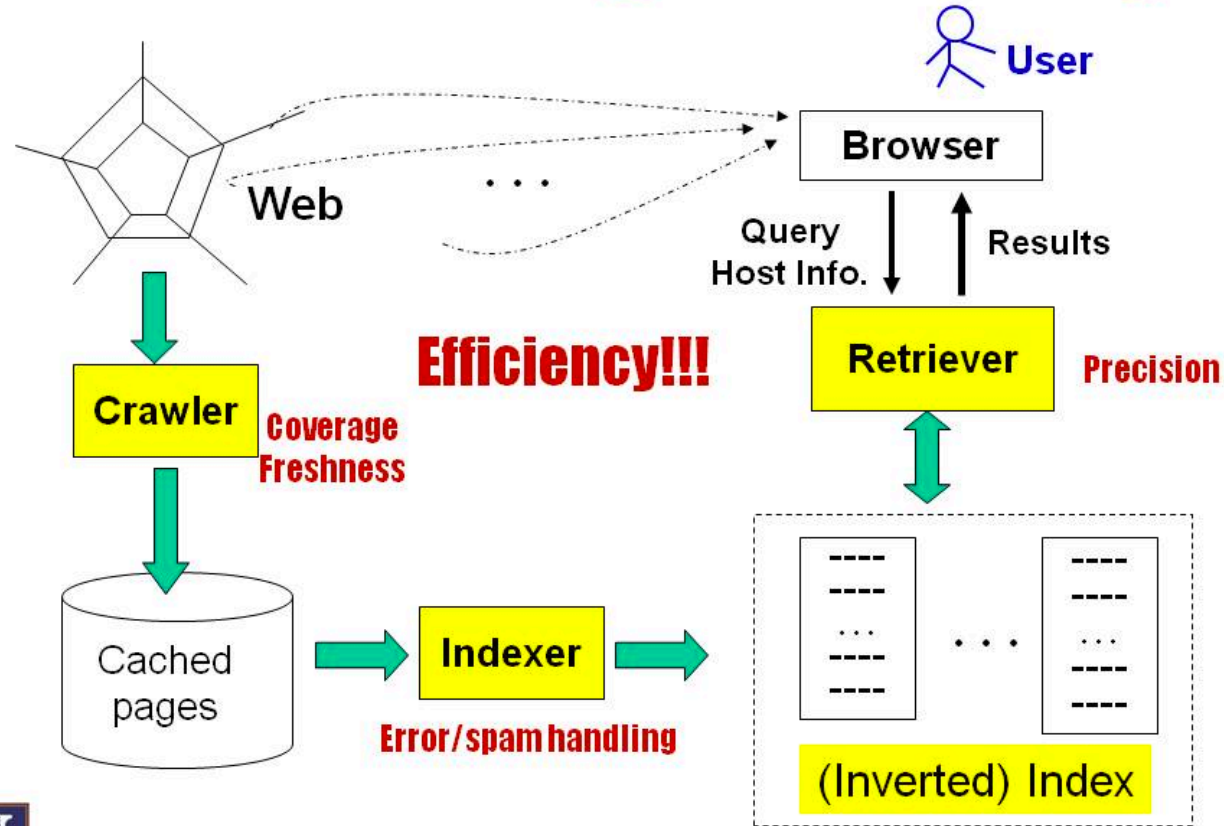 User
Browser
Web
. . .
Query
Host Info.
Results
Efficiency!!!
Retriever
Precision
Crawler
Coverage
Freshness
Cached
pages
Indexer
Error/spam handling
----
----
...
----
----
. . .
----
----
...
----
----
(Inverted) Index